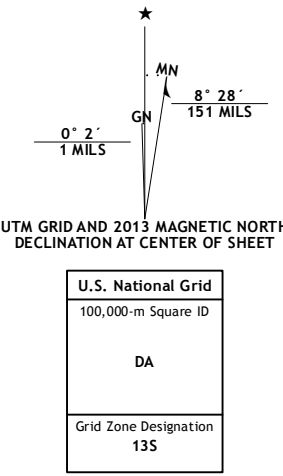 ★
MN
8° 28´
151 MILS
GN
0° 2´
1 MILS
UTM GRID AND 2013 MAGNETIC NORTH
DECLINATION AT CENTER OF SHEET
U.S. National Grid
100,000-m Square ID
DA
Grid Zone Designation
13S